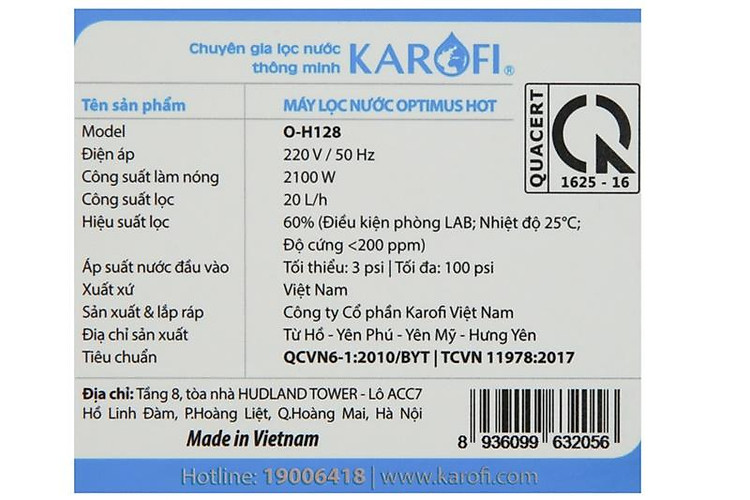 Chuyên gia lọc nước
thông minh KAROFI®
Tên sản phẩm MÁY LỌC NƯỚC OPTIMUS HOT
Model O-H128
Điện áp 220 V / 50 Hz
Công suất làm nóng 2100 W
Công suất lọc 20 L/h
Hiệu suất lọc 60% (Điều kiện phòng LAB; Nhiệt độ 25°C;
Độ cứng <200 ppm)
Áp suất nước đầu vào Tối thiểu: 3 psi | Tối đa: 100 psi
Xuất xứ Việt Nam
Sản xuất & lắp ráp Công ty Cổ phần Karofi Việt Nam
Địa chỉ sản xuất Từ Hồ - Yên Phú - Yên Mỹ - Hưng Yên
Tiêu chuẩn QCVN6-1:2010/BYT | TCVN 11978:2017
QUACERT
1625 - 16
Địa chỉ: Tầng 8, tòa nhà HUDLAND TOWER - Lô ACC7
Hồ Linh Đàm, P.Hoàng Liệt, Q.Hoàng Mai, Hà Nội
Made in Vietnam
8 936099 632056
Hotline: 19006418 | www.karofi.com